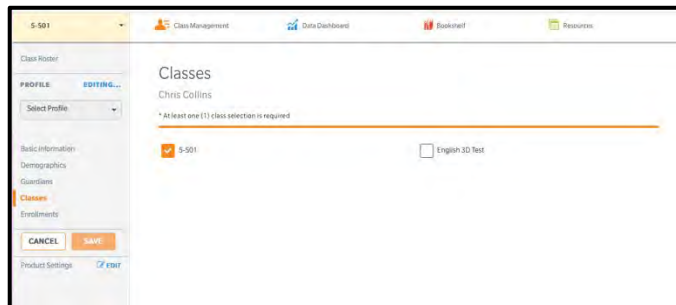 5-501
Class Management
Data Dashboard
Bookshelf
Resources
Class Roster
PROFILE
EDITING...
Select Profile
Basic Information
Demographics
Guardians
Classes
Enrollments
CANCEL
SAVE
Product Settings
EDIT
Classes
Chris Collins
* At least one (1) class selection is required
5-501
English 3D Test